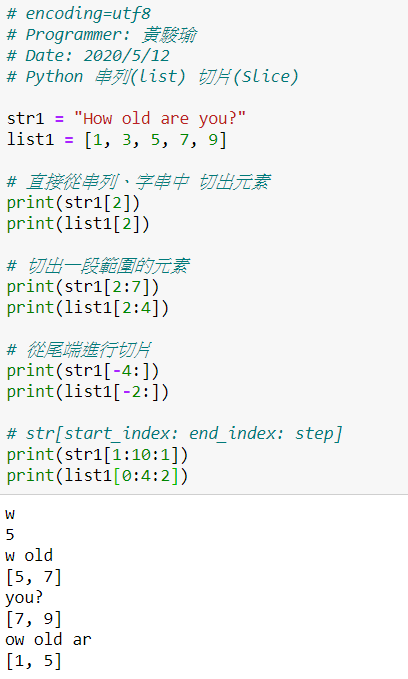 # encoding=utf8
# Programmer: 黃駿瑜
# Date: 2020/5/12
# Python 串列(list) 切片(Slice)
str1 = "How old are you?"
list1 = [1, 3, 5, 7, 9]
# 直接從串列、字串中 切出元素
print(str1[2])
print(list1[2])
# 切出一段範圍的元素
print(str1[2:7])
print(list1[2:4])
# 從尾端進行切片
print(str1[-4:])
print(list1[-2:])
# str[start_index: end_index: step]
print(str1[1:10:1])
print(list1[0:4:2])
w
5
w old
[5, 7]
you?
[7, 9]
ow old ar
[1, 5]